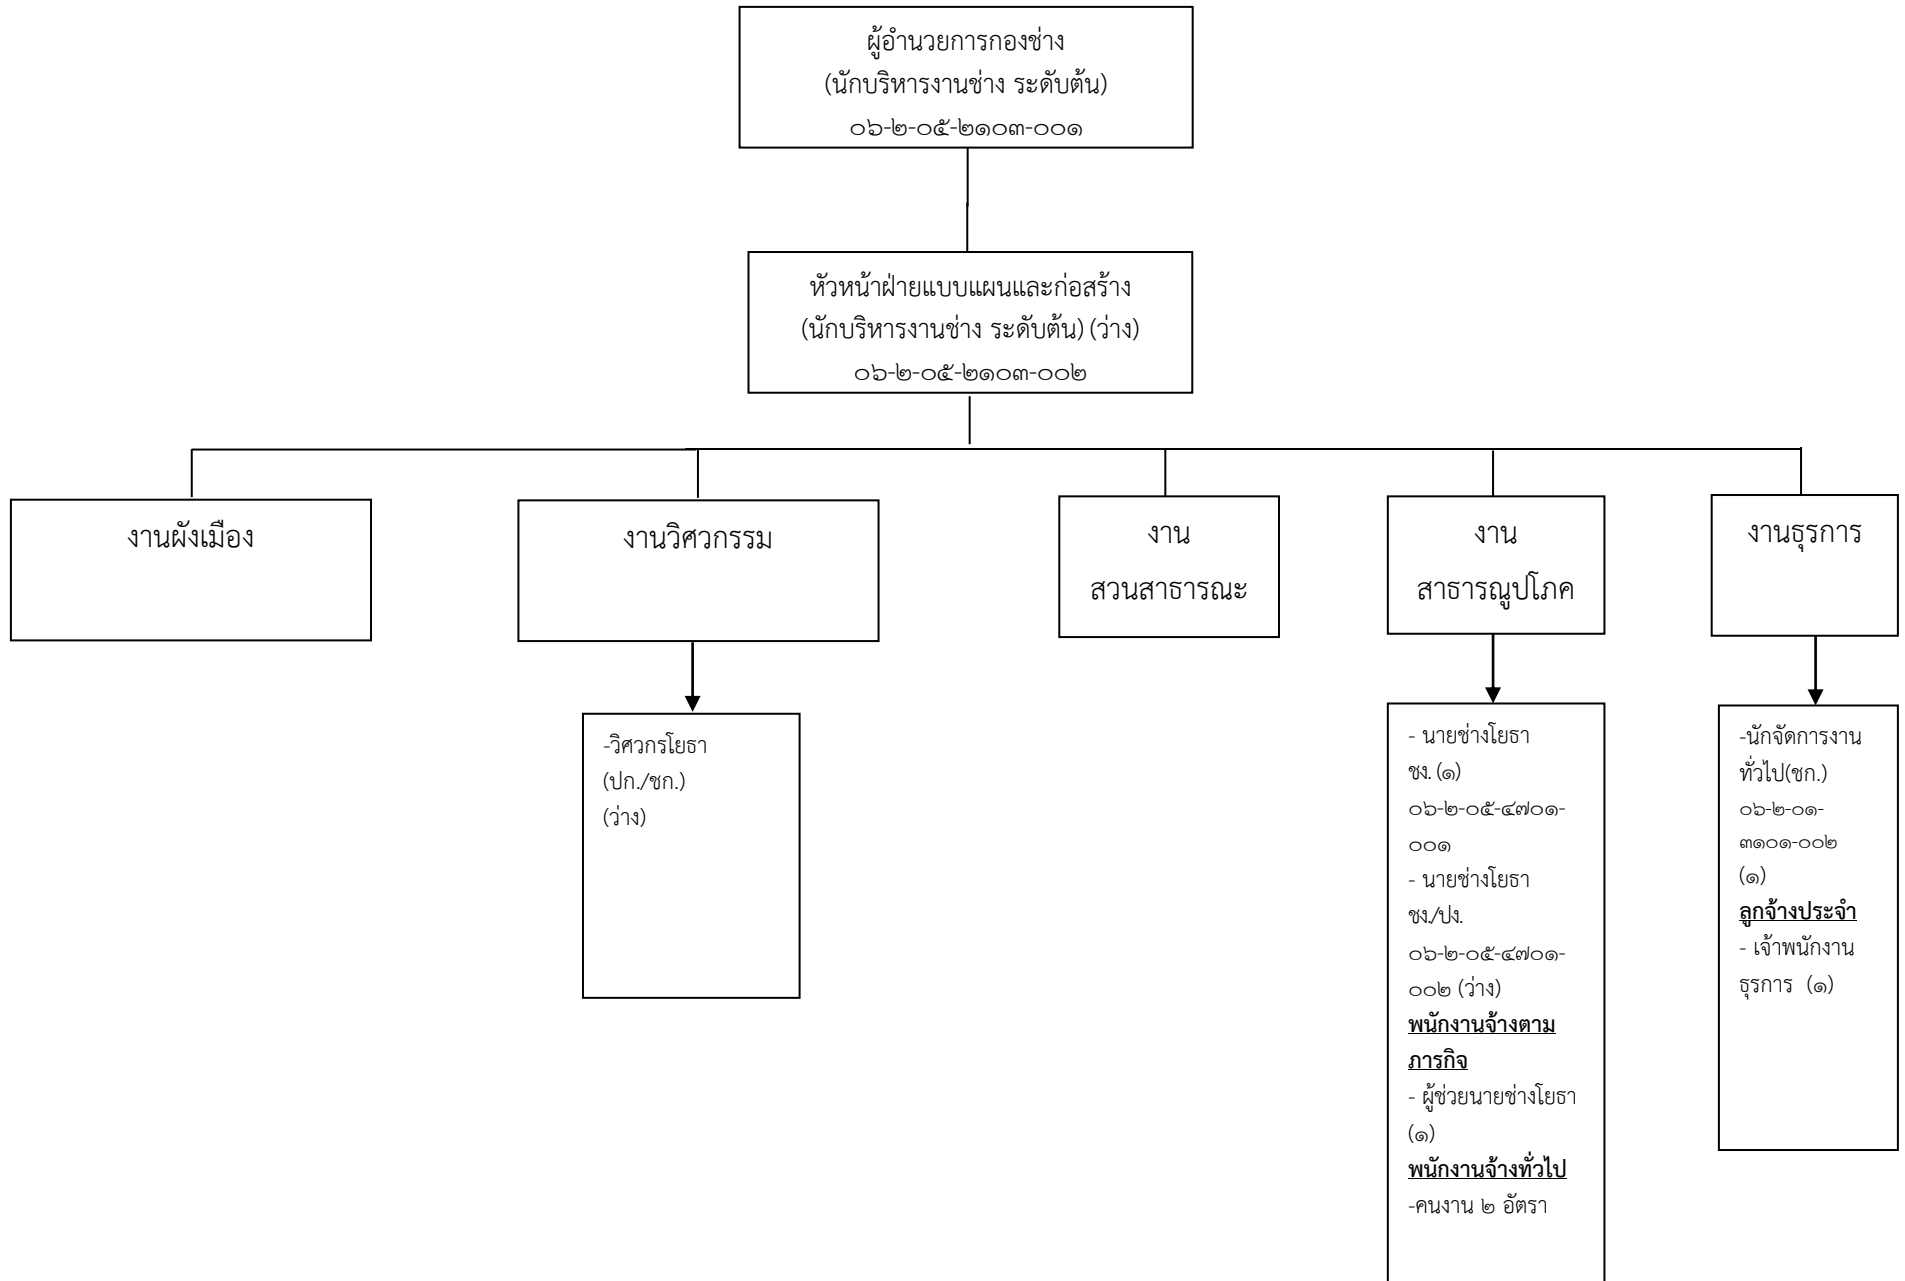 ผู้อำนวยการกองช่าง
(นักบริหารงานช่าง ระดับต้น)
๐๖-๒-๐๕-๒๑๐๓-๐๐๑
หัวหน้าฝ่ายแบบแผนและก่อสร้าง
(นักบริหารงานช่าง ระดับต้น) (ว่าง)
๐๖-๒-๐๕-๒๑๐๓-๐๐๒
งานผังเมือง
งานวิศวกรรม
งาน
สวนสาธารณะ
งาน
สาธารณูปโภค
งานธุรการ
-วิศวกรโยธา
(ปก./ชก.)
(ว่าง)
- นายช่างโยธา
ชง. (๑)
๐๖-๒-๐๕-๔๗๐๑-
๐๐๑
- นายช่างโยธา
ชง./ปง.
๐๖-๒-๐๕-๔๗๐๑-
๐๐๒ (ว่าง)
พนักงานจ้างตาม
ภารกิจ
- ผู้ช่วยนายช่างโยธา
(๑)
พนักงานจ้างทั่วไป
-คนงาน ๒ อัตรา
-นักจัดการงาน
ทั่วไป(ชก.)
๐๖-๒-๐๑-
๓๑๐๑-๐๐๒
(๑)
ลูกจ้างประจำ
- เจ้าพนักงาน
ธุรการ (๑)